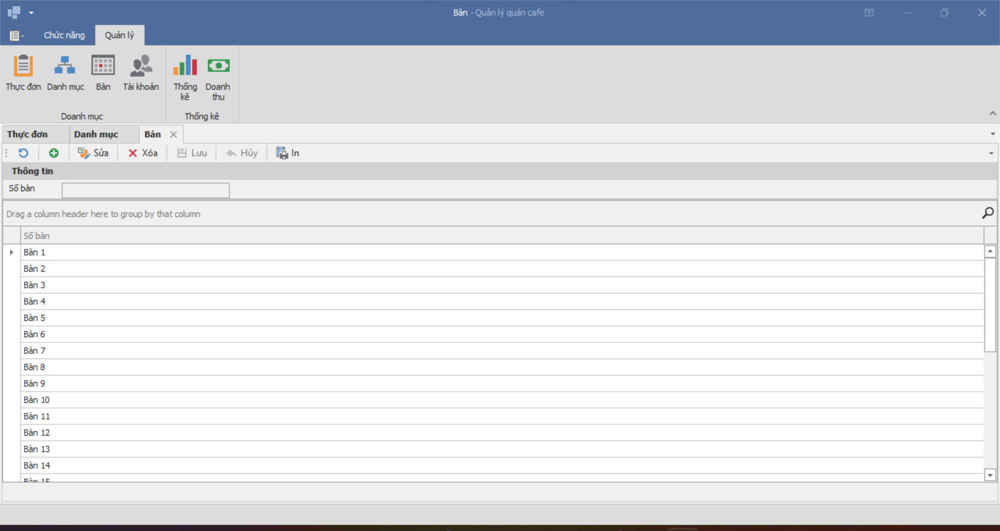 Bàn - Quản lý quán cafe
Chức năng Quản lý
Thực đơn Danh mục Bàn Tài khoản Thống kê Doanh thu
Doanh mục Thống kê
Thực đơn Danh mục Bàn
Sửa Xóa Lưu Hủy In
Thông tin
Số bàn
Drag a column header here to group by that column
Số bàn
Bàn 1
Bàn 2
Bàn 3
Bàn 4
Bàn 5
Bàn 6
Bàn 7
Bàn 8
Bàn 9
Bàn 10
Bàn 11
Bàn 12
Bàn 13
Bàn 14
Bàn 15